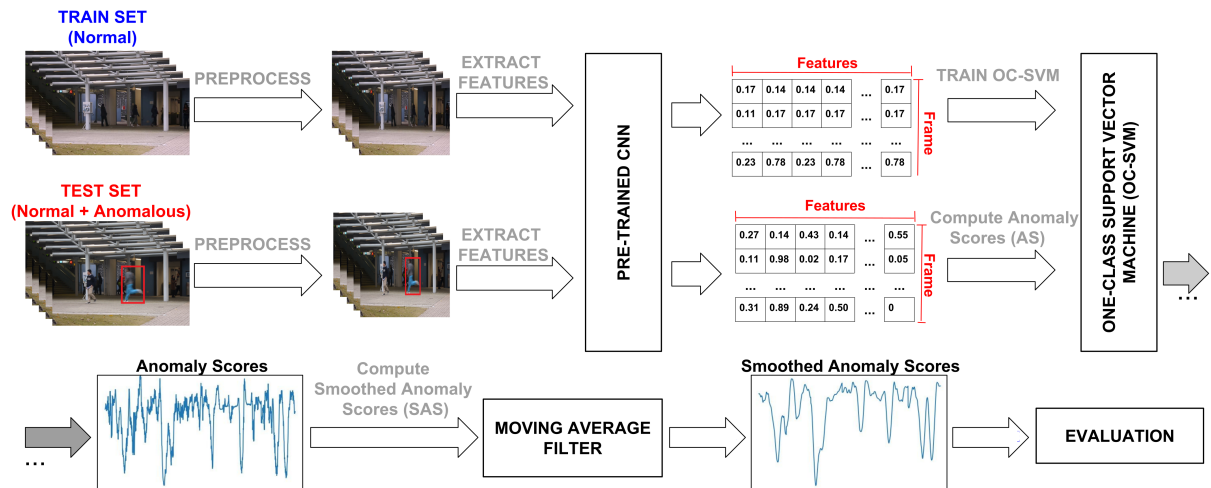 TRAIN SET
(Normal)
PREPROCESS
EXTRACT
FEATURES
Features
0.17 0.14 0.14 0.14 ... 0.17
0.11 0.17 0.17 0.17 ... 0.17
... ... ... ... ... ...
0.23 0.78 0.23 0.78 ... 0.78
Frame
TRAIN OC-SVM
TEST SET
(Normal + Anomalous)
PREPROCESS
EXTRACT
FEATURES
PRE-TRAINED CNN
Features
0.27 0.14 0.43 0.14 ... 0.55
0.11 0.98 0.02 0.17 ... 0.05
... ... ... ... ... ...
0.31 0.89 0.24 0.50 ... 0
Frame
Compute Anomaly
Scores (AS)
ONE-CLASS SUPPORT VECTOR
MACHINE (OC-SVM)
...
...
Anomaly Scores
Compute
Smoothed Anomaly
Scores (SAS)
MOVING AVERAGE
FILTER
Smoothed Anomaly Scores
EVALUATION